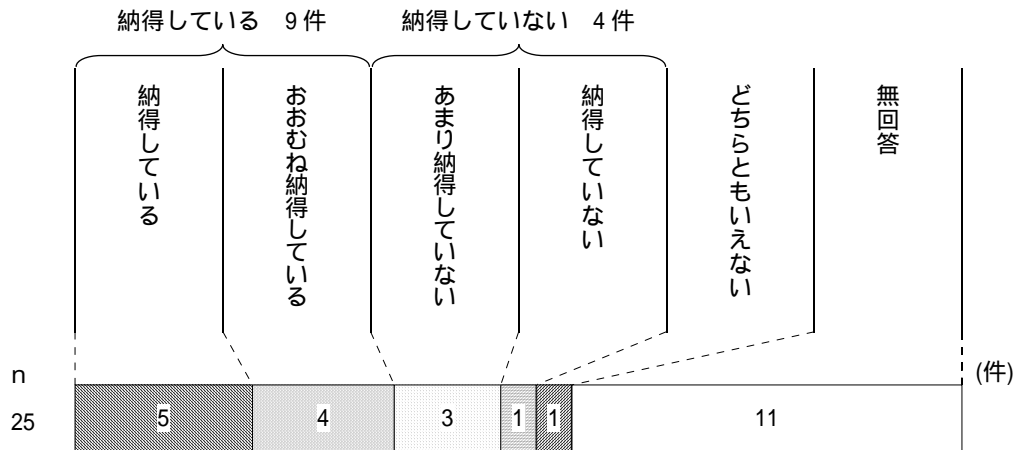 納得している 9件 納得していない 4件
納得している
おおむね納得している
あまり納得していない
納得していない
どちらともいえない
無回答
n (件)
25 5 4 3 1 1 11